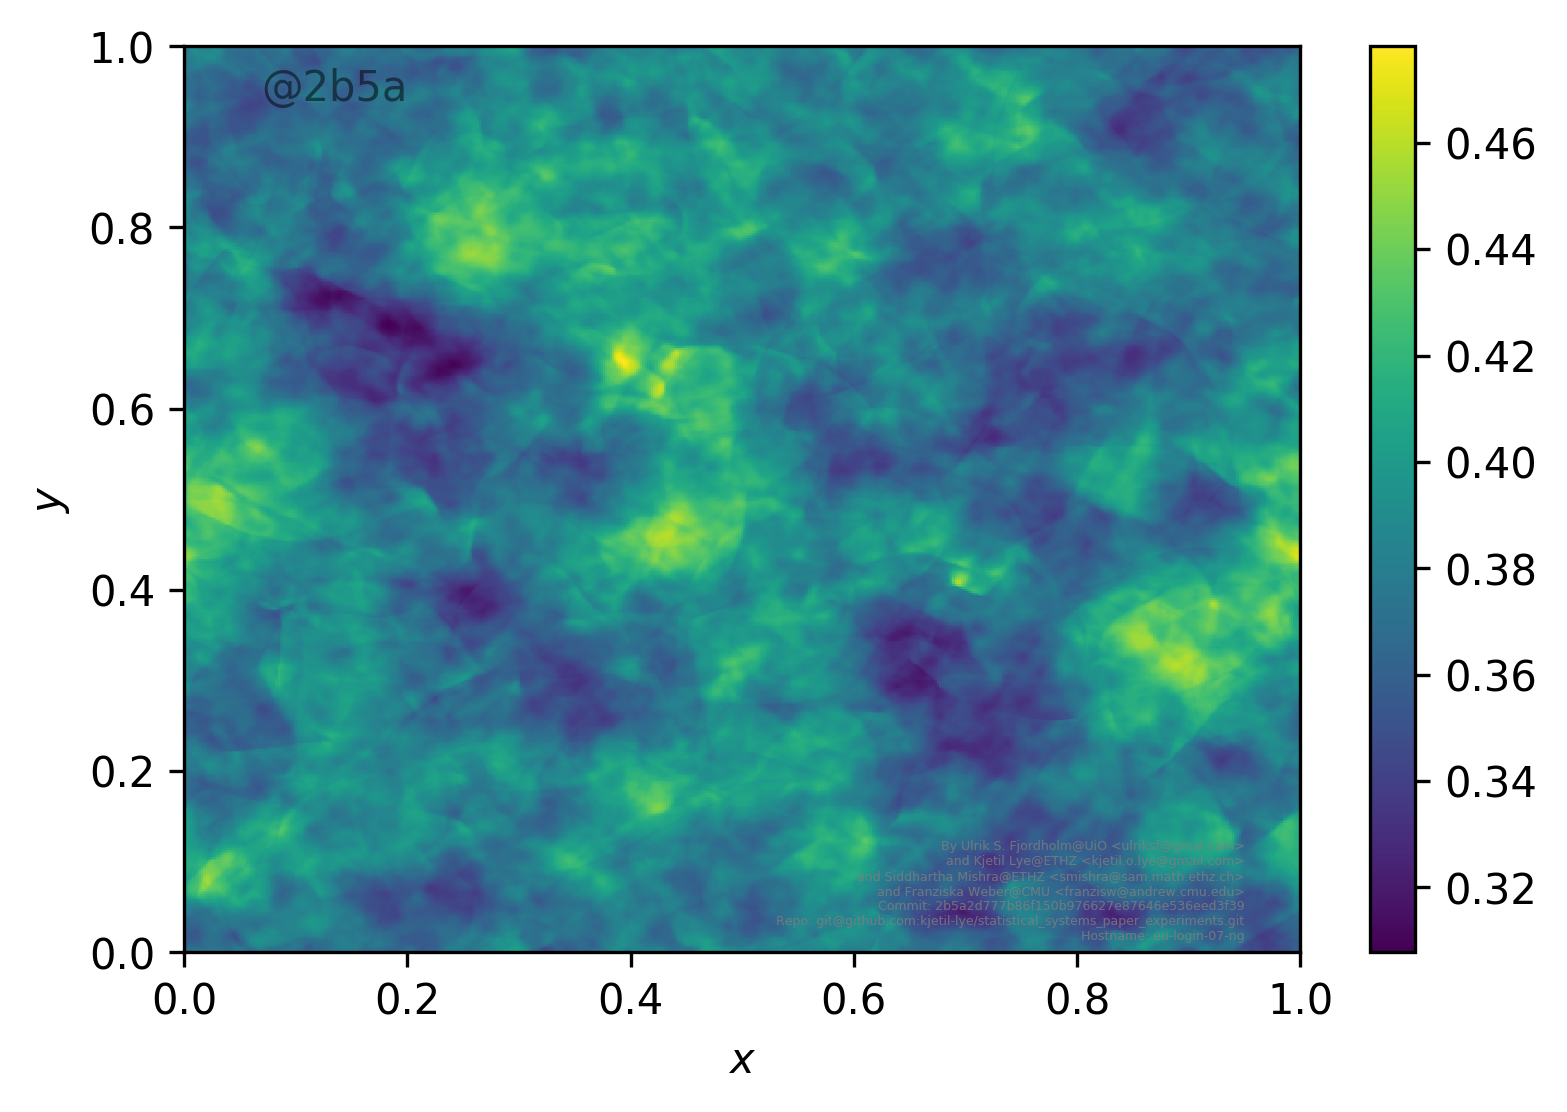 @2b5a
1.0
0.8
0.6
0.4
0.2
0.0
y
0.0 0.2 0.4 0.6 0.8 1.0
x
0.46
0.44
0.42
0.40
0.38
0.36
0.34
0.32
By Ulrik S. Fjordholm@UiO
and Kjetil Lye@ETHZ <kjetil.o.lye@gmail.com>
and Siddhartha Mishra@ETHZ <smishra@sam.math.ethz.ch>
and Franziska Weber@CMU <franzisw@andrew.cmu.edu>
Commit: 2b5a2d777b86f150b976627e87646e536eed3f39
Repo: git@github.com:kjetil-lye/statistical_systems_paper_experiments.git
Hostname: eu-login-07-ng